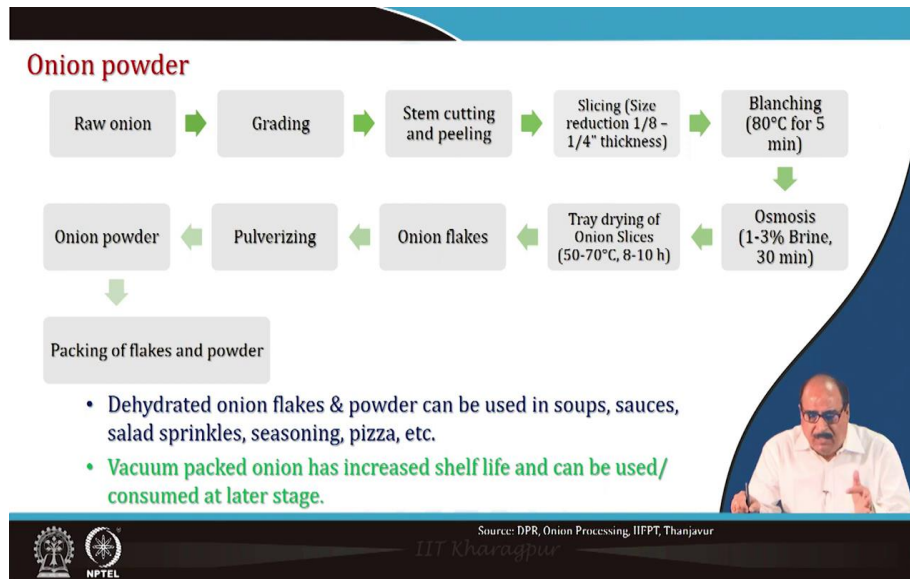 Onion powder
Raw onion
Grading
Stem cutting
and peeling
Slicing (Size
reduction 1/8 –
1/4" thickness)
Blanching
(80°C for 5
min)
Osmosis
(1-3% Brine,
30 min)
Tray drying of
Onion Slices
(50-70°C, 8-10 h)
Onion flakes
Pulverizing
Onion powder
Packing of flakes and powder
• Dehydrated onion flakes & powder can be used in soups, sauces,
salad sprinkles, seasoning, pizza, etc.
• Vacuum packed onion has increased shelf life and can be used/
consumed at later stage.
Source: DPR, Onion Processing, IIFPT, Thanjavur
IIT Kharagpur
NPTEL